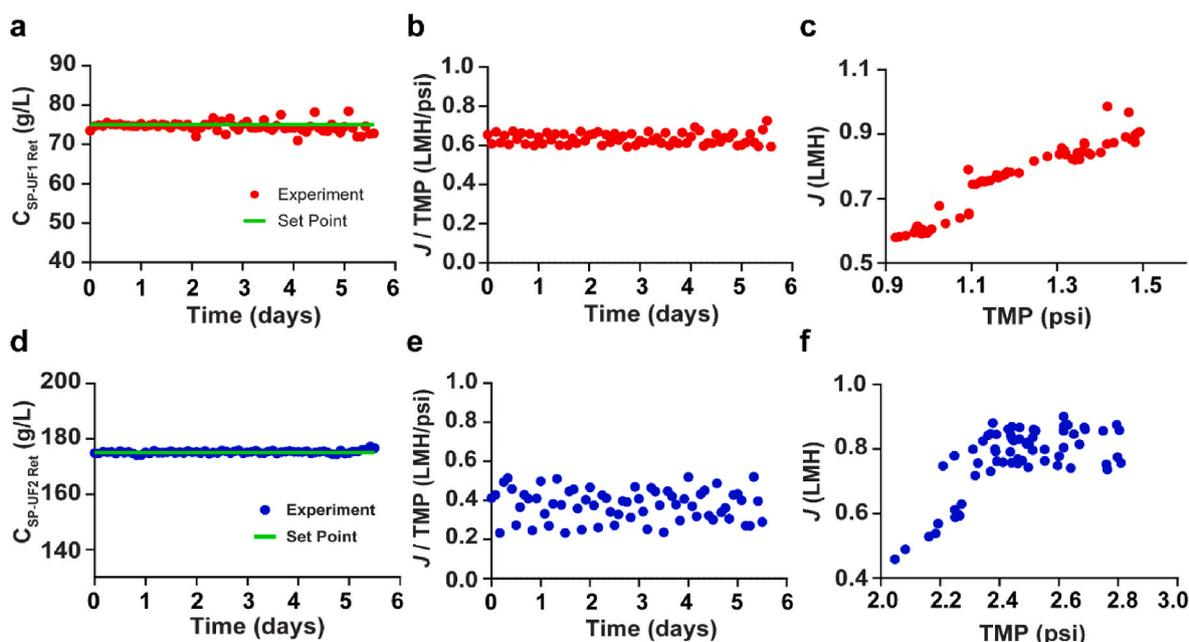 a
C SP-UF1 Ret (g/L)
90
80
70
60
50
40
0 1 2 3 4 5 6
Time (days)
Experiment
Set Point
b
J / TMP (LMH/psi)
1.0
0.8
0.6
0.4
0.2
0.0
0 1 2 3 4 5 6
Time (days)
c
J (LMH)
1.1
0.9
0.7
0.5
0.9 1.1 1.3 1.5
TMP (psi)
d
C SP-UF2 Ret (g/L)
200
180
160
140
0 1 2 3 4 5 6
Time (days)
Experiment
Set Point
e
J / TMP (LMH/psi)
1.0
0.8
0.6
0.4
0.2
0.0
0 1 2 3 4 5 6
Time (days)
f
J (LMH)
1.0
0.8
0.6
0.4
2.0 2.2 2.4 2.6 2.8 3.0
TMP (psi)